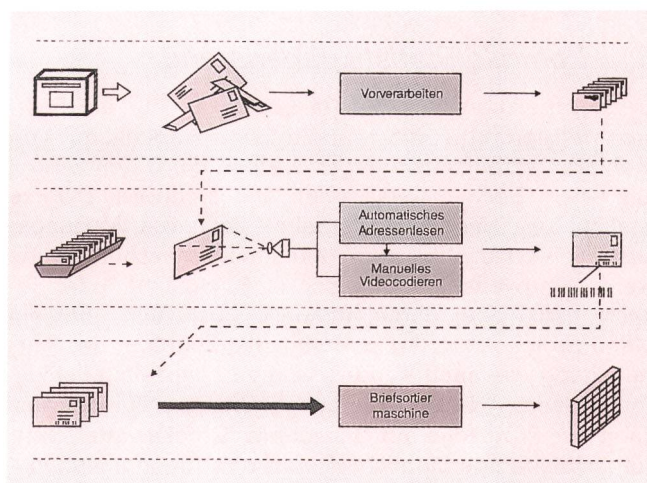 Vorverarbeiten
Automatisches
Adressenlesen
Manuelles
Videocodieren
Briefsortier
maschine